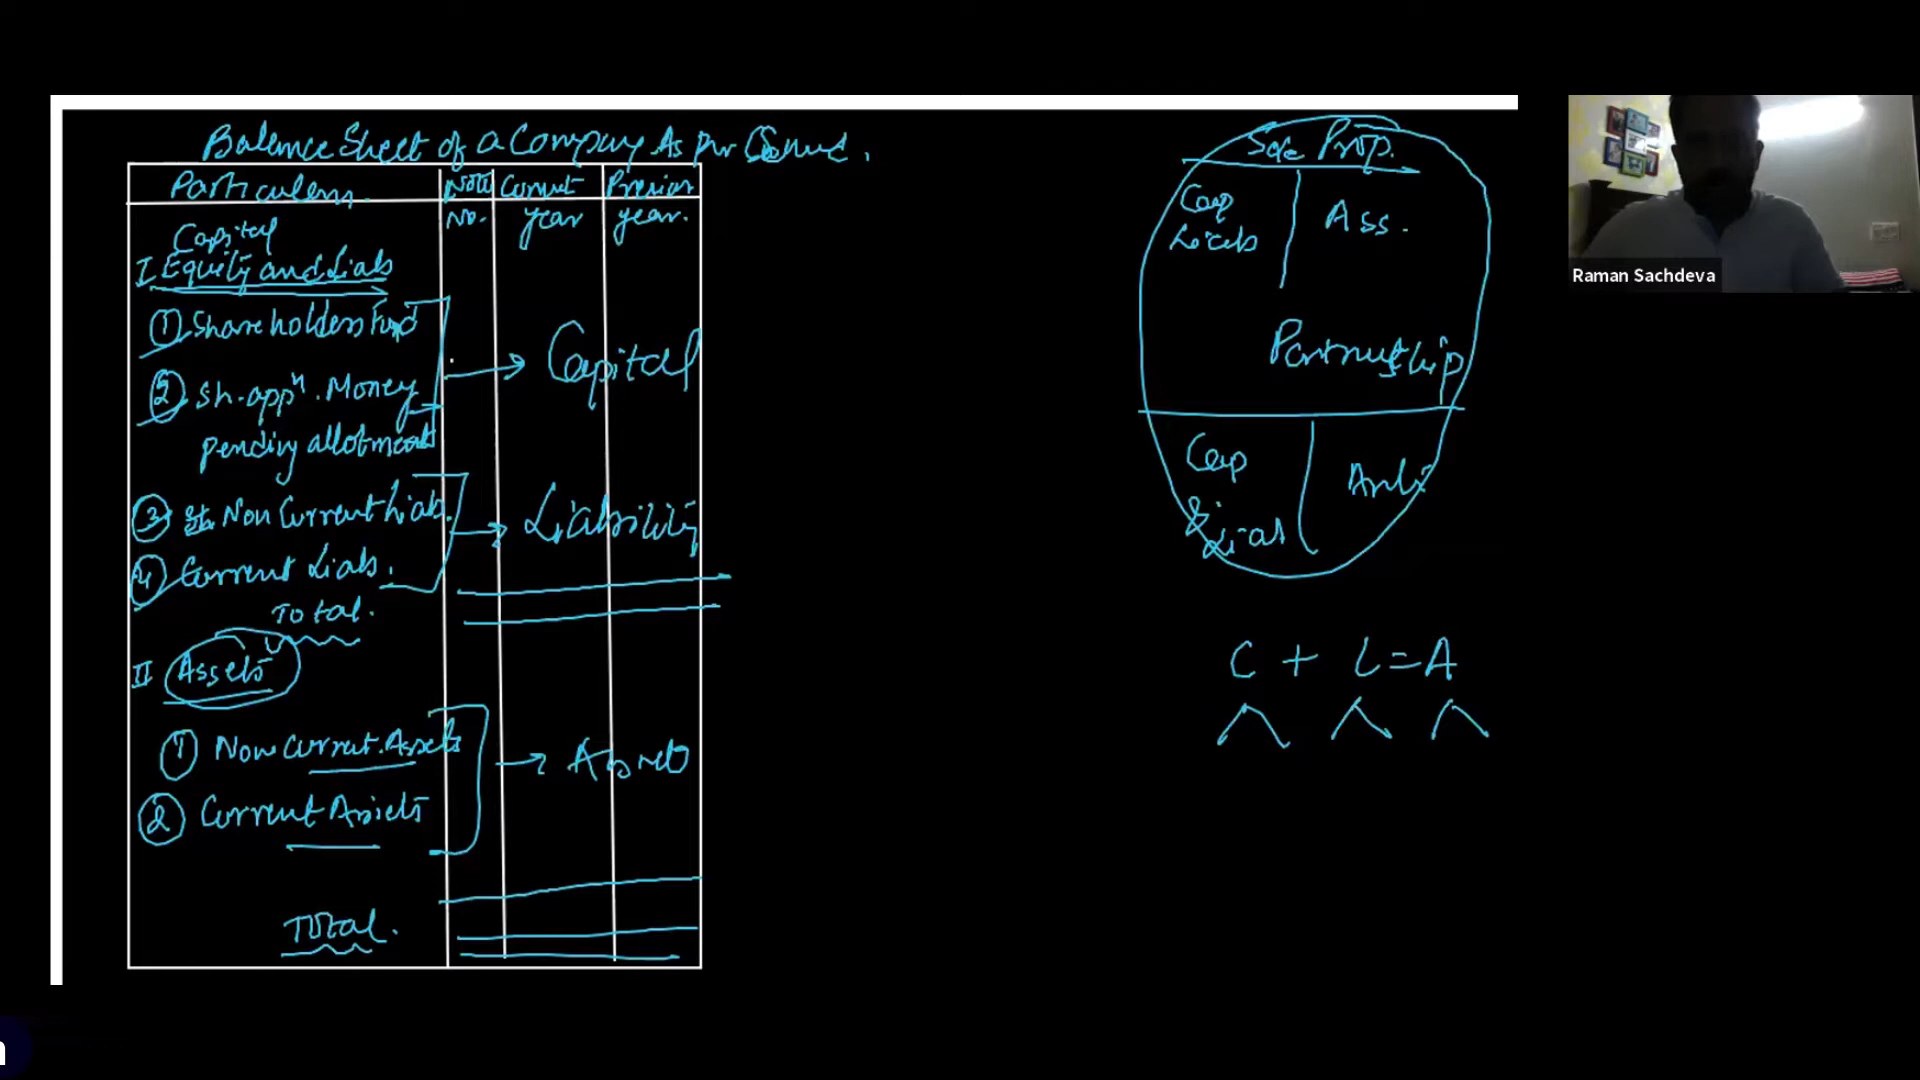 Balance Sheet of a Company As per
Particulars
Note
No.
Current
year
Previous
year.
Capital
I Equity and Liabs
① Shareholders Fund
② Sh. appⁿ. Money
pending allotment
→ Capital
③ Non Current Liab.
④ Current Liabs.
→ Liability
Total.
II Assets
① Non Current Assets
② Current Assets
→ Assets
Total.
Sole Prop.
Cap
Liabs
Ass.
Partnership
Cap
& Liab
C + L = A
Raman Sachdeva